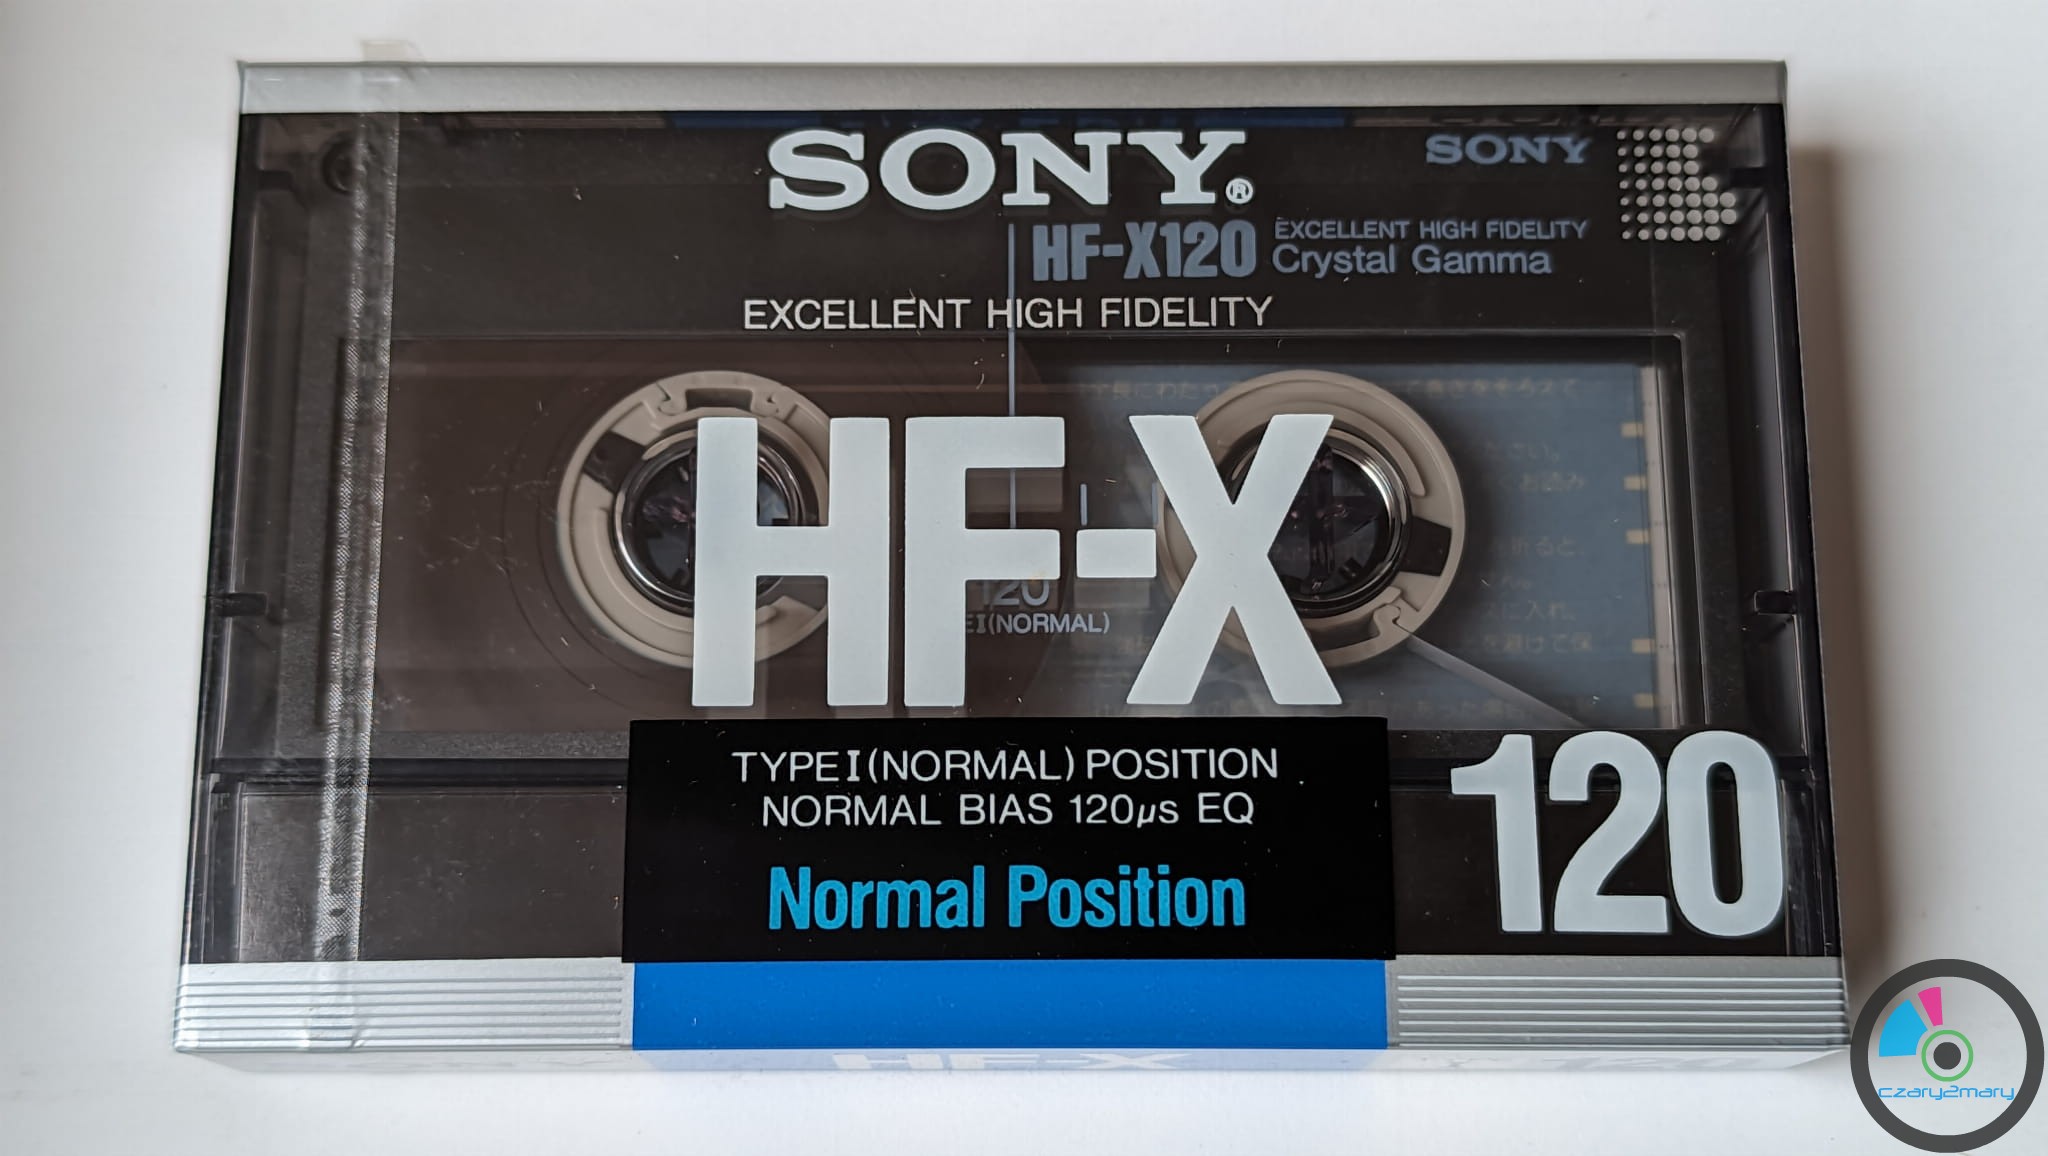 SONY®
SONY
HF-X120
EXCELLENT HIGH FIDELITY
Crystal Gamma
EXCELLENT HIGH FIDELITY
HF-X
120
I(NORMAL)
TYPE I (NORMAL) POSITION
NORMAL BIAS 120µs EQ
Normal Position
120
HF-X
czary2mary